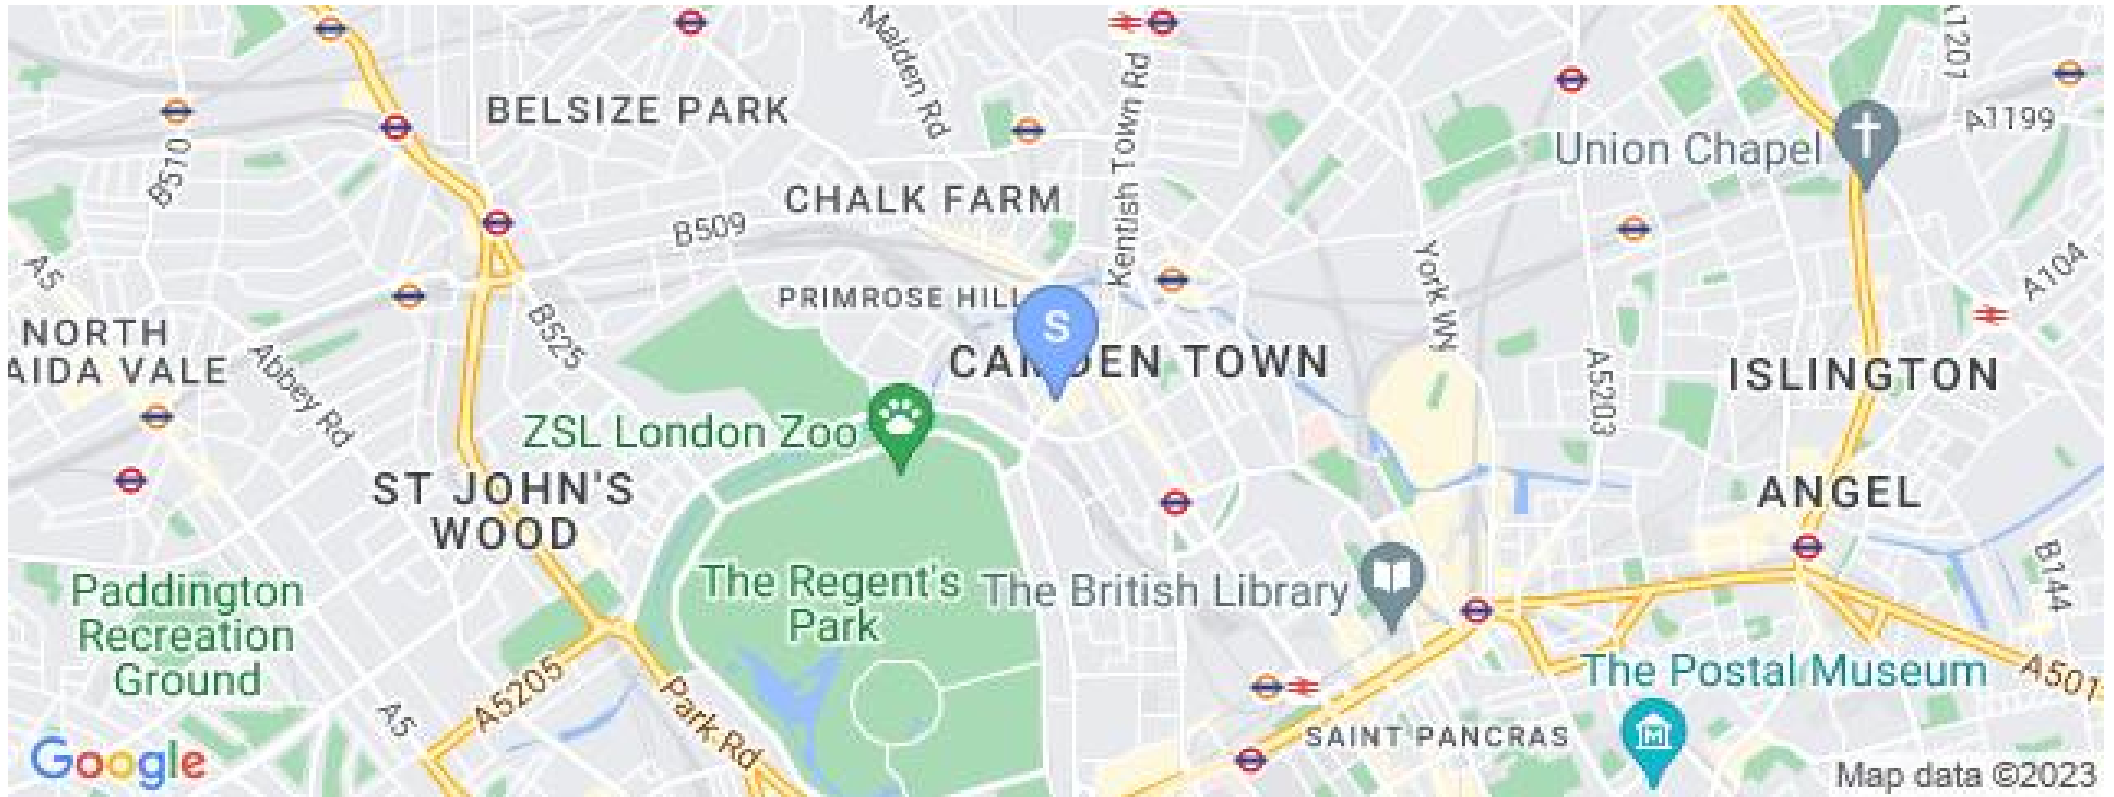 Malden Rd
A1201
BELSIZE PARK
Kentish Town Rd
A1199
Union Chapel
B510
CHALK FARM
B509
York Wy
A5
A104
PRIMROSE HILL
S
B525
NORTH
AIDA VALE
Abbey Rd
CAMDEN TOWN
A5203
ISLINGTON
ZSL London Zoo
ST JOHN'S
WOOD
ANGEL
B144
Paddington
Recreation
Ground
The Regent's
Park
The British Library
The Postal Museum
A501
A5205
Park Rd
A5
SAINT PANCRAS
M
Google
Map data ©2023